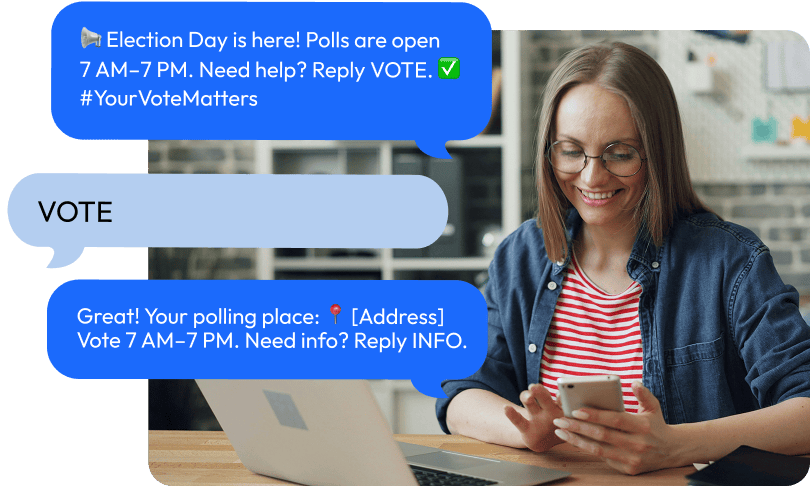 📢 Election Day is here! Polls are open
7 AM–7 PM. Need help? Reply VOTE. ✅
#YourVoteMatters
VOTE
Great! Your polling place: 📍 [Address]
Vote 7 AM–7 PM. Need info? Reply INFO.